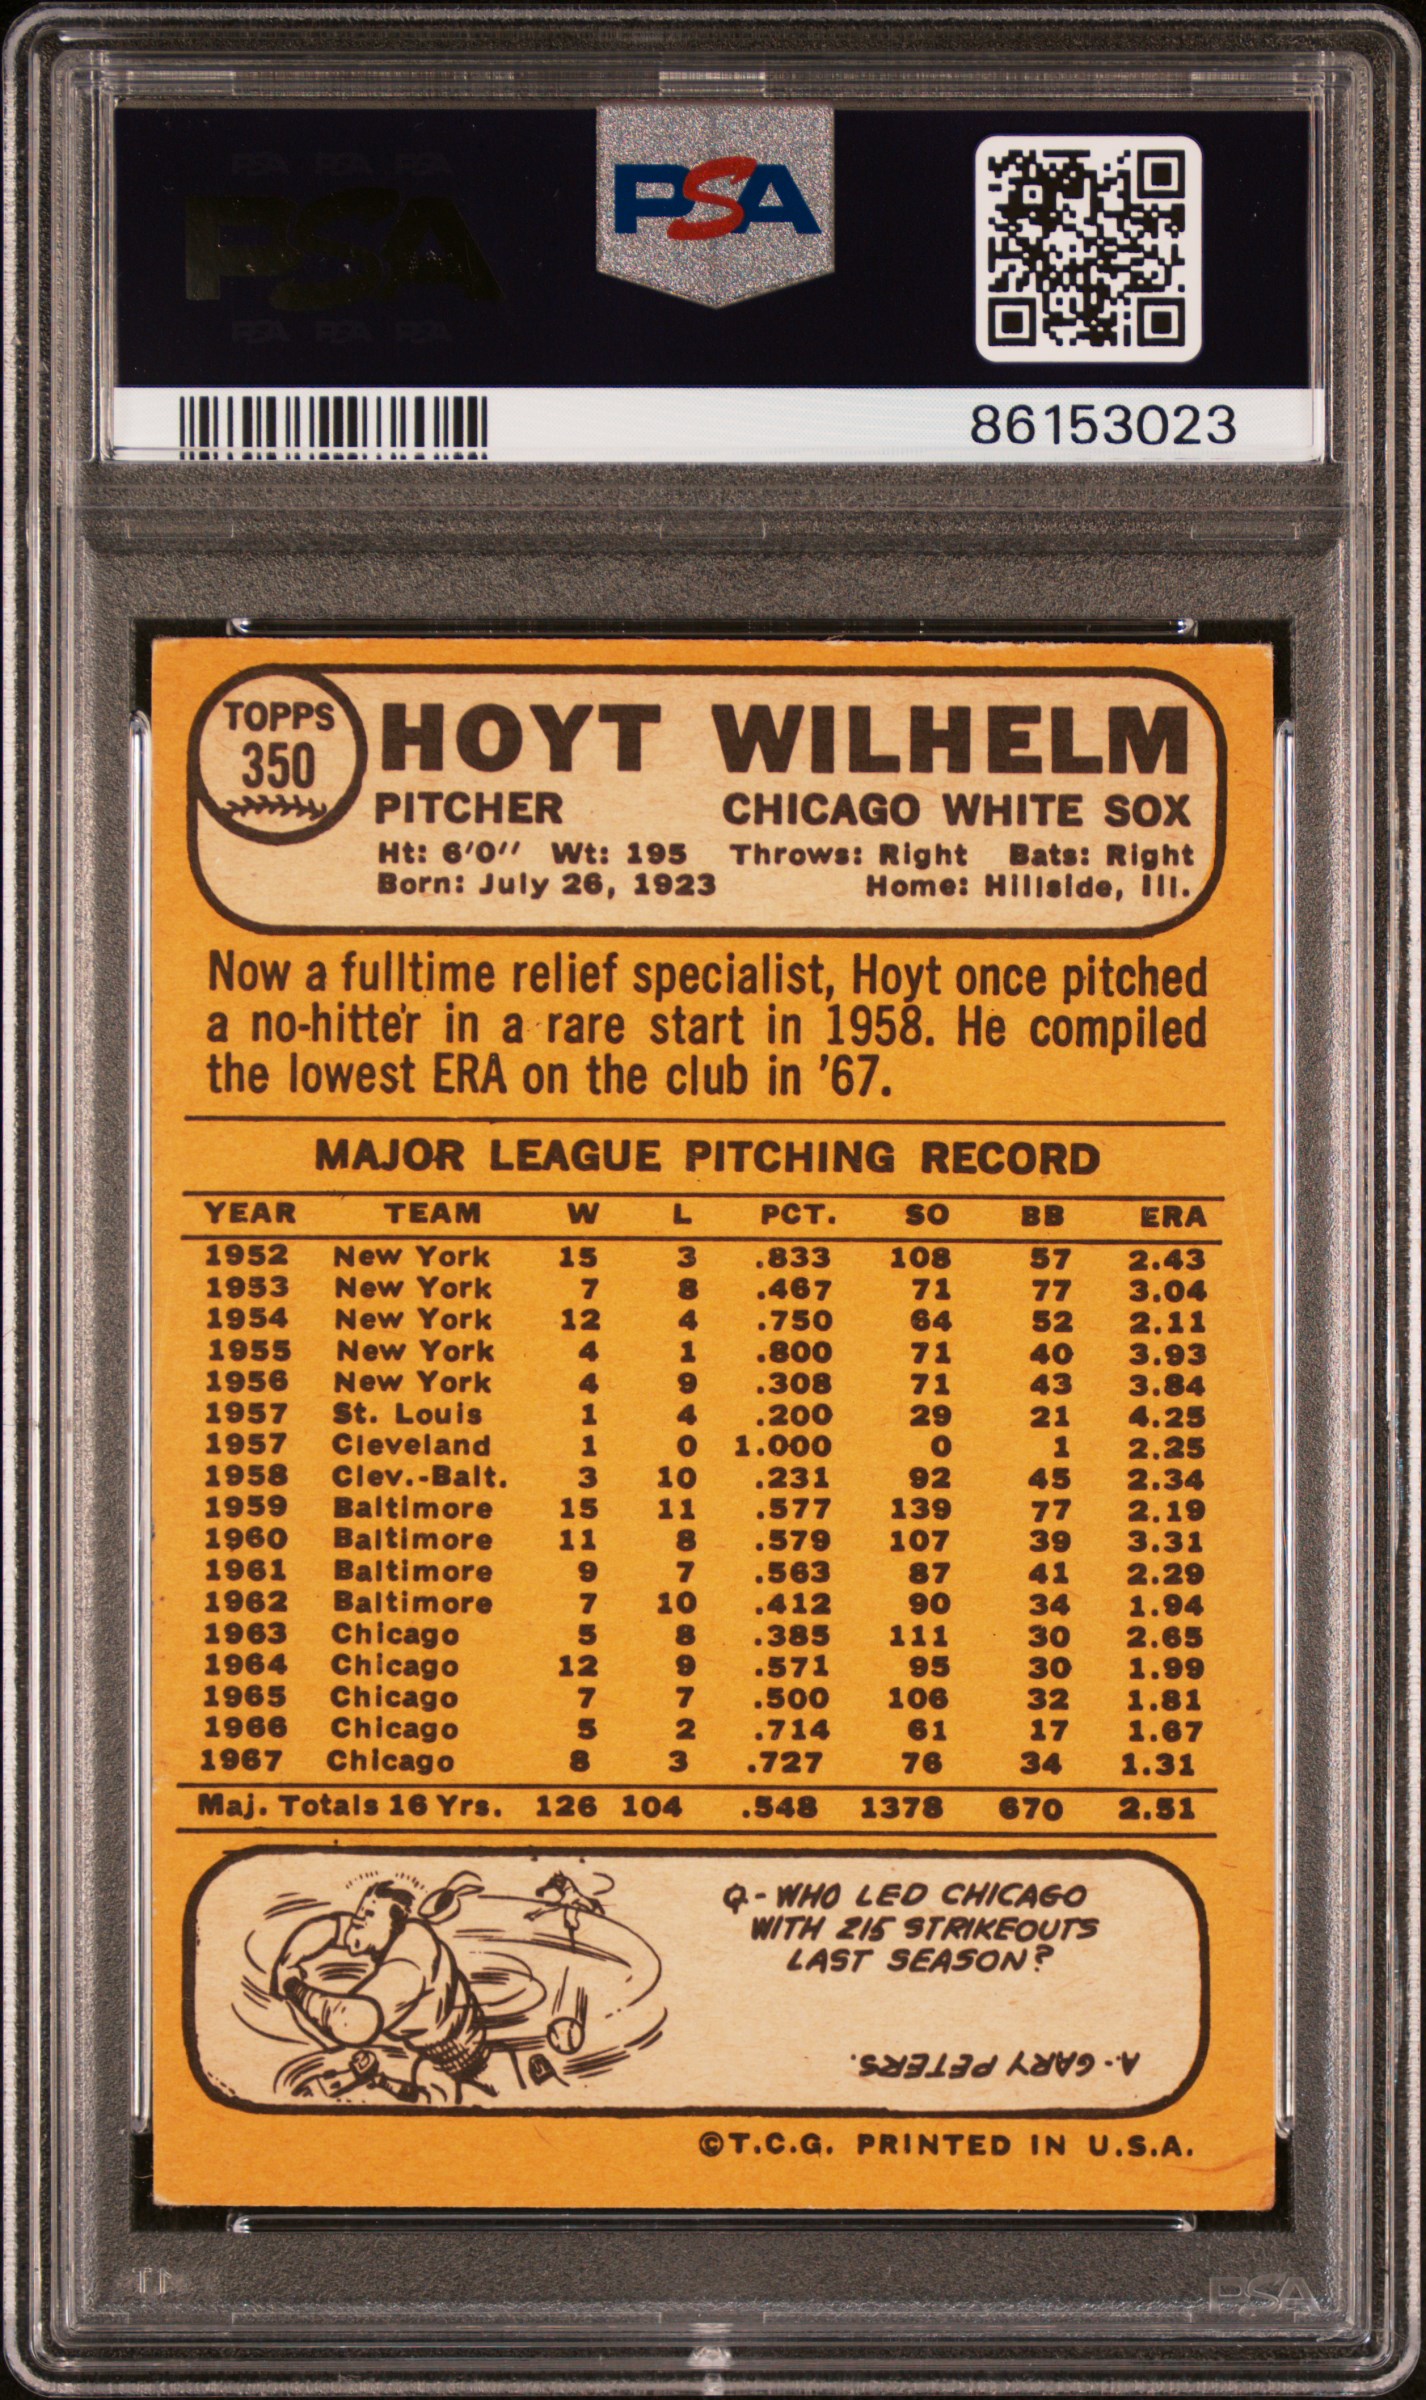 PSA PSA PSA
PSA
PSA PSA PSA
PSA
86153023
TOPPS
350
HOYT WILHELM
PITCHER CHICAGO WHITE SOX
Ht: 6'0'' Wt: 195 Throws: Right Bats: Right
Born: July 26, 1923 Home: Hillside, Ill.
Now a fulltime relief specialist, Hoyt once pitched
a no-hitter in a rare start in 1958. He compiled
the lowest ERA on the club in '67.
MAJOR LEAGUE PITCHING RECORD
YEAR TEAM W L PCT. SO BB ERA
1952 New York 15 3 .833 108 57 2.43
1953 New York 7 8 .467 71 77 3.04
1954 New York 12 4 .750 64 52 2.11
1955 New York 4 1 .800 71 40 3.93
1956 New York 4 9 .308 71 43 3.84
1957 St. Louis 1 4 .200 29 21 4.25
1957 Cleveland 1 0 1.000 0 1 2.25
1958 Clev.-Balt. 3 10 .231 92 45 2.34
1959 Baltimore 15 11 .577 139 77 2.19
1960 Baltimore 11 8 .579 107 39 3.31
1961 Baltimore 9 7 .563 87 41 2.29
1962 Baltimore 7 10 .412 90 34 1.94
1963 Chicago 5 8 .385 111 30 2.65
1964 Chicago 12 9 .571 95 30 1.99
1965 Chicago 7 7 .500 106 32 1.81
1966 Chicago 5 2 .714 61 17 1.67
1967 Chicago 8 3 .727 76 34 1.31
Maj. Totals 16 Yrs. 126 104 .548 1378 670 2.51
Q - WHO LED CHICAGO
WITH 215 STRIKEOUTS
LAST SEASON?
A - GARY PETERS.
©T.C.G. PRINTED IN U.S.A.
PSA